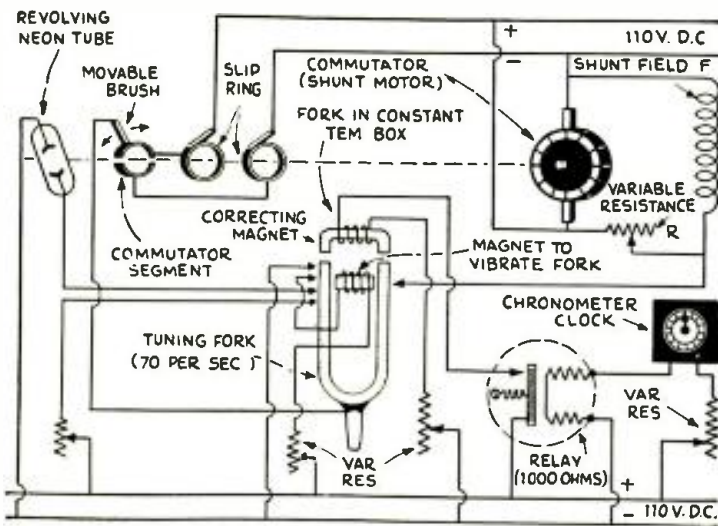 REVOLVING
NEON TUBE
MOVABLE
BRUSH
SLIP
RING
COMMUTATOR
(SHUNT MOTOR)
+
110 V. D.C
−
SHUNT FIELD F
FORK IN CONSTANT
TEM BOX
CORRECTING
MAGNET
COMMUTATOR
SEGMENT
MAGNET TO
VIBRATE FORK
VARIABLE
RESISTANCE
R
CHRONOMETER
CLOCK
TUNING FORK
(70 PER SEC)
VAR
RES
VAR
RES
RELAY
(1000 OHMS)
+
− 110 V. D.C.